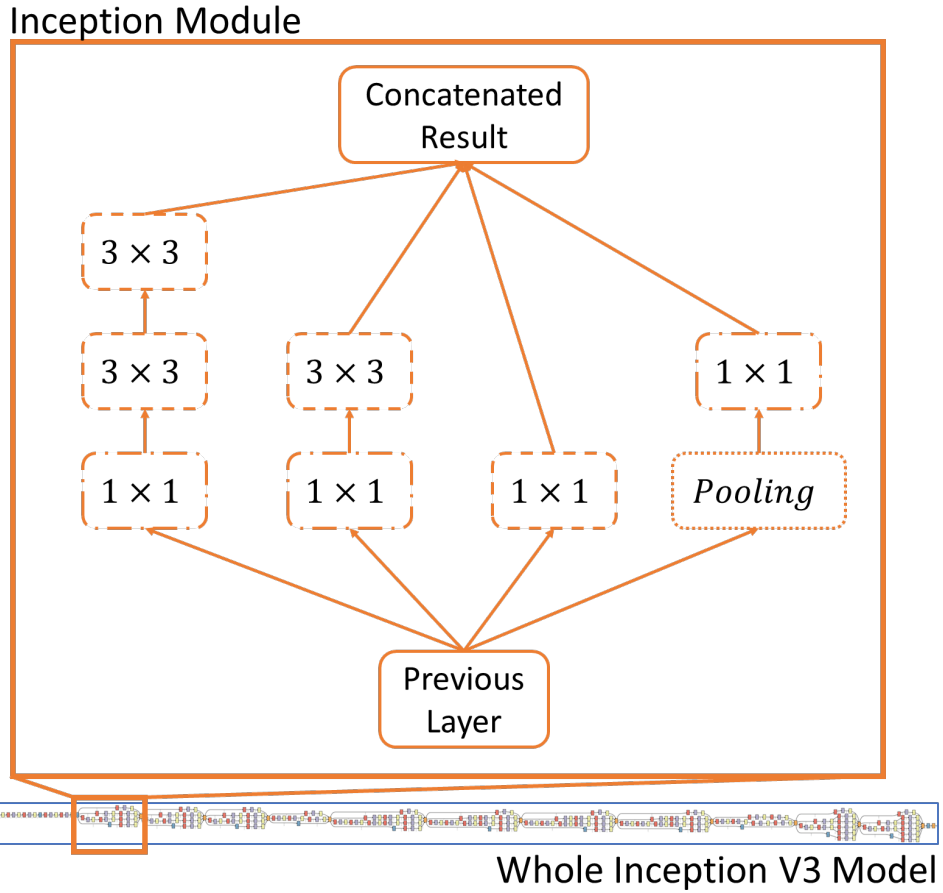 Inception Module
Concatenated
Result
3 × 3
3 × 3
3 × 3
1 × 1
1 × 1
1 × 1
1 × 1
Pooling
Previous
Layer
Whole Inception V3 Model